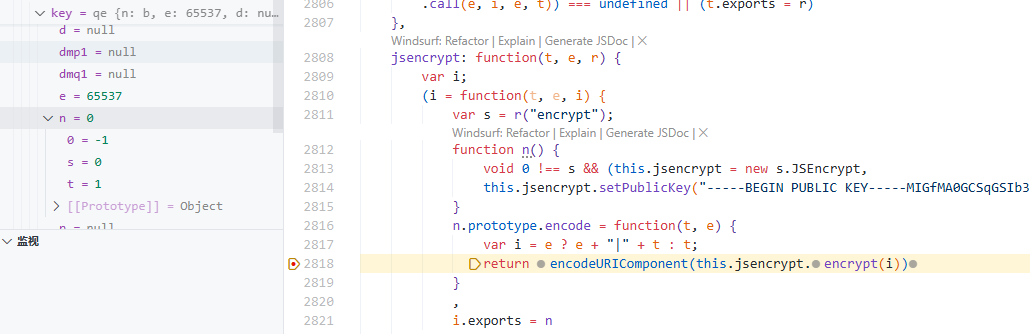 key = qe {n: b, e: 65537, d: nu…
d = null
dmp1 = null
dmq1 = null
e = 65537
n = 0
0 = -1
s = 0
t = 1
[[Prototype]] = Object
n = null
监视
2806 .call(e, i, e, t)) === undefined || (t.exports = r)
2807 },
Windsurf: Refactor | Explain | Generate JSDoc | X
2808 jsencrypt: function(t, e, r) {
2809 var i;
2810 (i = function(t, e, i) {
2811 var s = r("encrypt");
Windsurf: Refactor | Explain | Generate JSDoc | X
2812 function n() {
2813 void 0 !== s && (this.jsencrypt = new s.JSEncrypt,
2814 this.jsencrypt.setPublicKey("-----BEGIN PUBLIC KEY-----MIGfMA0GCSqGSIb3
2815 }
2816 n.prototype.encode = function(t, e) {
2817 var i = e ? e + "|" + t : t;
2818 return encodeURIComponent(this.jsencrypt.encrypt(i))
2819 }
2820 ,
2821 i.exports = n